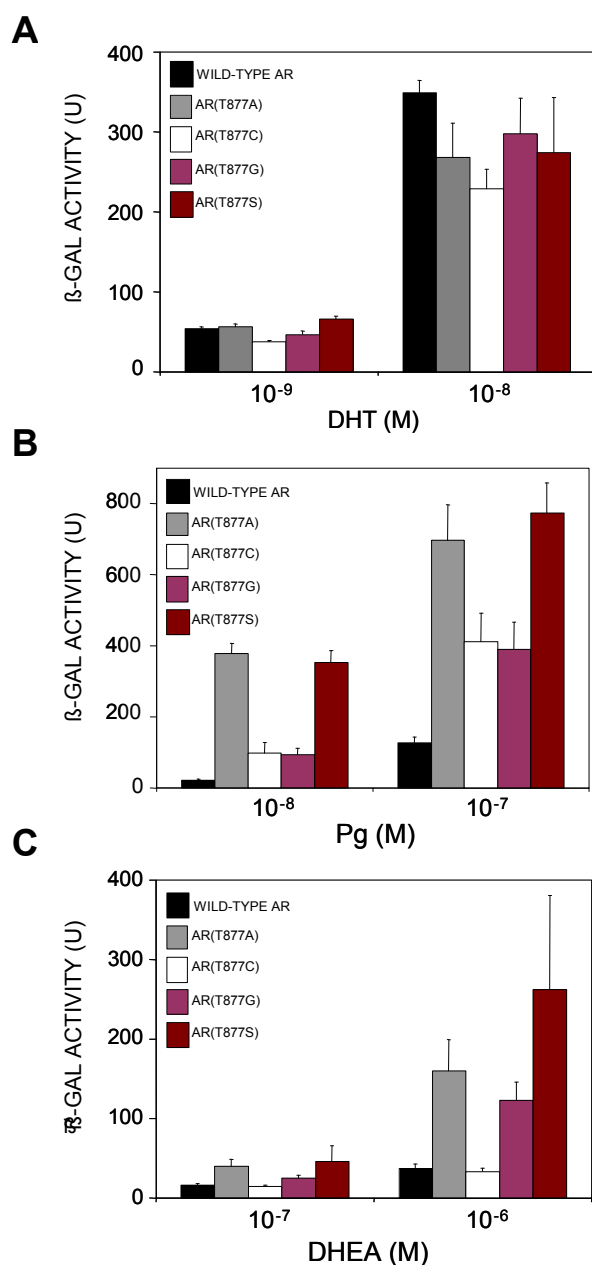 A
ß-GAL ACTIVITY (U)
400
300
200
100
0
WILD-TYPE AR
AR(T877A)
AR(T877C)
AR(T877G)
AR(T877S)
10-9
10-8
DHT (M)
B
ß-GAL ACTIVITY (U)
800
600
400
200
0
WILD-TYPE AR
AR(T877A)
AR(T877C)
AR(T877G)
AR(T877S)
10-8
10-7
Pg (M)
C
ß-GAL ACTIVITY (U)
400
300
200
100
0
WILD-TYPE AR
AR(T877A)
AR(T877C)
AR(T877G)
AR(T877S)
10-7
10-6
DHEA (M)